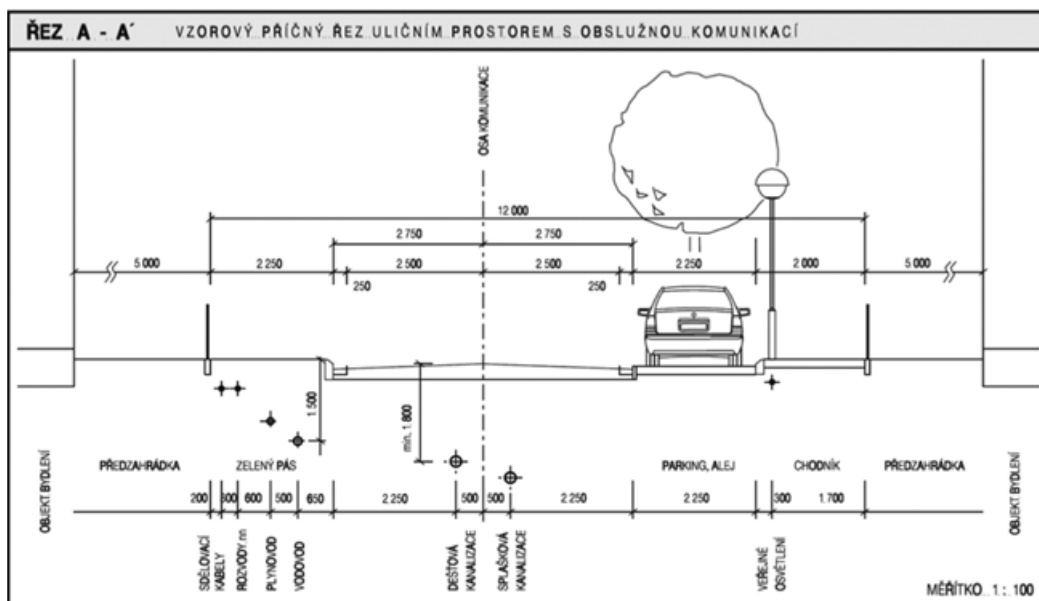 ŘEZ A - A´ VZOROVÝ PŘÍČNÝ ŘEZ ULIČNÍM PROSTOREM S OBSLUŽNOU KOMUNIKACÍ
OSA KOMUNIKACE
12 000
2 750 2 750
5 000 2 250 2 500 2 500 2 250 2 000 5 000
250 250
1 500
min. 1 800
PŘEDZAHRÁDKA ZELENÝ PÁS PARKING, ALEJ CHODNÍK PŘEDZAHRÁDKA
OBJEKT BYDLENÍ
OBJEKT BYDLENÍ
200 300 600 500 650 2 250 500 500 2 250 2 250 300 1 700
SDĚLOVACÍ
KABELY
ROZVODY nn
PLYNOVOD
VODOVOD
DEŠŤOVÁ
KANALIZACE
SPLAŠKOVÁ
KANALIZACE
VEŘEJNÉ
OSVĚTLENÍ
MĚŘÍTKO 1 : 100